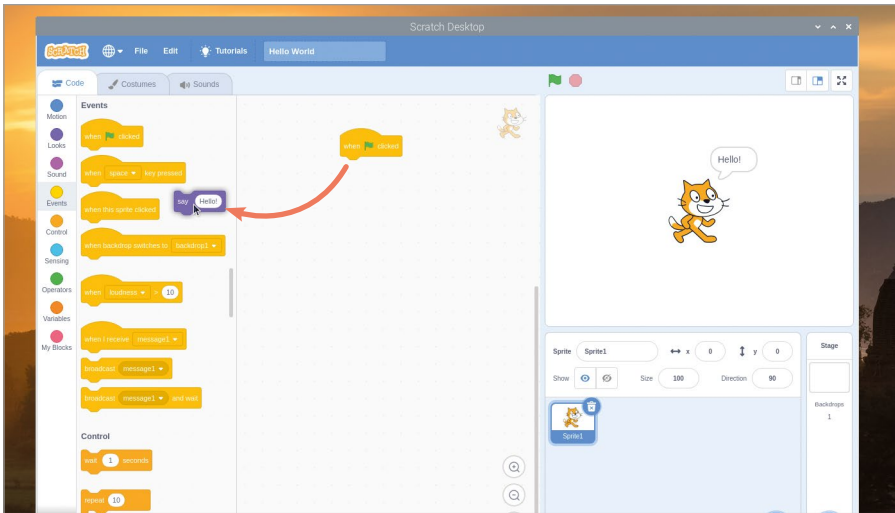 Scratch Desktop
SCRATCH File Edit Tutorials Hello World
Code Costumes Sounds
Motion
Looks
Sound
Events
Control
Sensing
Operators
Variables
My Blocks
Events
when clicked
when space key pressed
when this sprite clicked
when backdrop switches to backdrop1
when loudness > 10
when I receive message1
broadcast message1
broadcast message1 and wait
Control
wait 1 seconds
repeat 10
say Hello!
when clicked
Hello!
Sprite Sprite1 x 0 y 0
Show Size 100 Direction 90
Sprite1
Stage
Backdrops
1